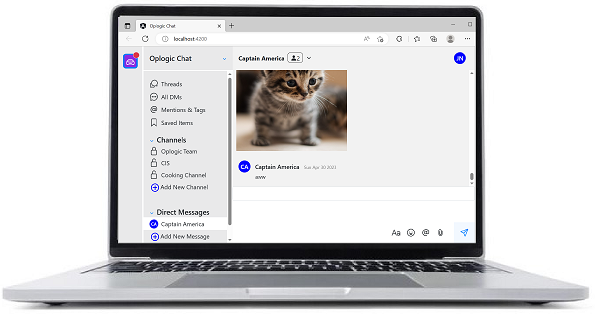 Oplogic Chat
localhost:4200
Oplogic Chat
Captain America
2
JN
Threads
All DMs
Mentions & Tags
Saved Items
Channels
Oplogic Team
CIS
Cooking Channel
Add New Channel
Direct Messages
CA Captain America
Add New Message
CA Captain America Sun Apr 30 2023
aww
Aa